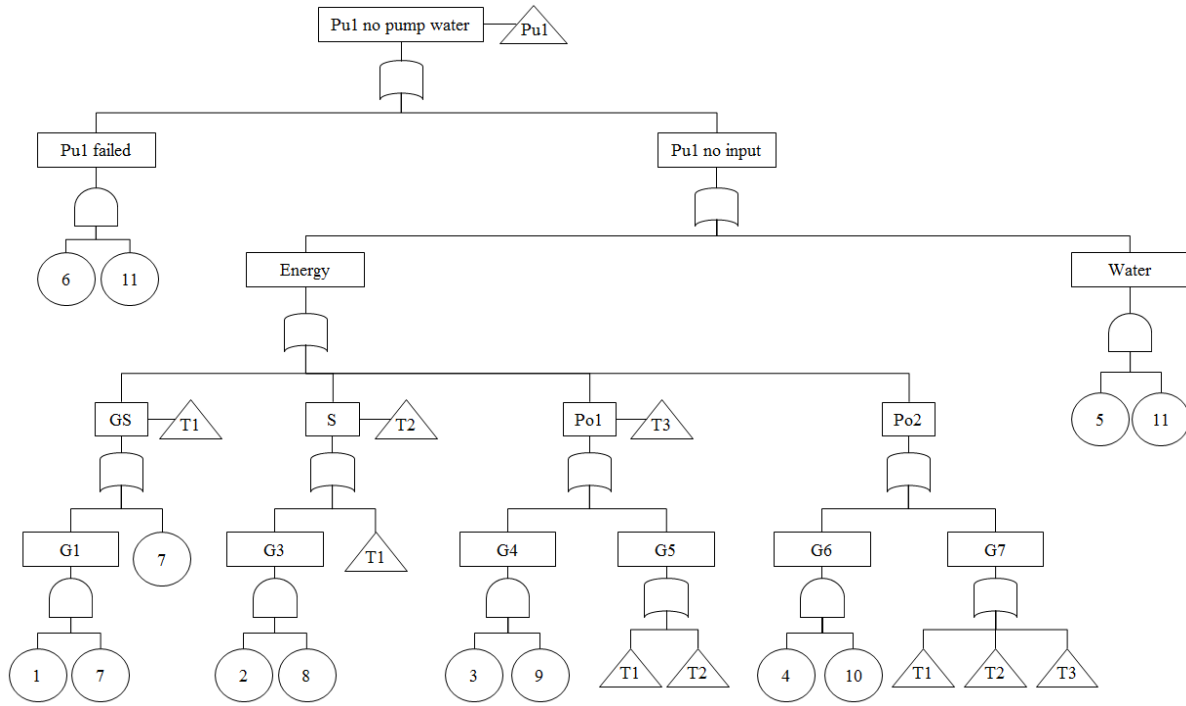 Pu1 no pump water
Pu1
Pu1 failed
Pu1 no input
6
11
Energy
Water
GS
T1
S
T2
Po1
T3
Po2
5
11
G1
7
G3
T1
G4
G5
G6
G7
1
7
2
8
3
9
T1
T2
4
10
T1
T2
T3